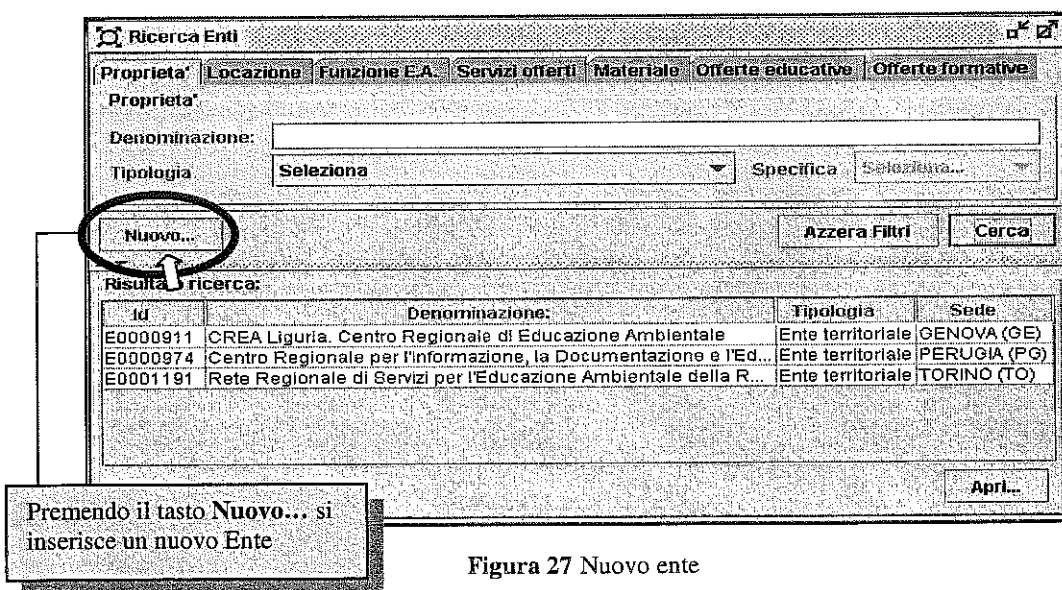 Ricerca Enti
Proprieta' Locazione Funzione E.A. Servizi offerti Materiale Offerte educative Offerte formative
Proprieta'
Denominazione:
Tipologia Seleziona Specifica Seleziona...
Nuovo... Azzera Filtri Cerca
ricerca:
Id Denominazione: Tipologia Sede
E0000911 CREA Liguria. Centro Regionale di Educazione Ambientale Ente territoriale GENOVA (GE)
E0000974 Centro Regionale per l'Informazione, la Documentazione e l'Ed... Ente territoriale PERUGIA (PG)
E0001191 Rete Regionale di Servizi per l'Educazione Ambientale della R... Ente territoriale TORINO (TO)
Apri...
Premendo il tasto Nuovo... si
inserisce un nuovo Ente
Figura 27 Nuovo ente